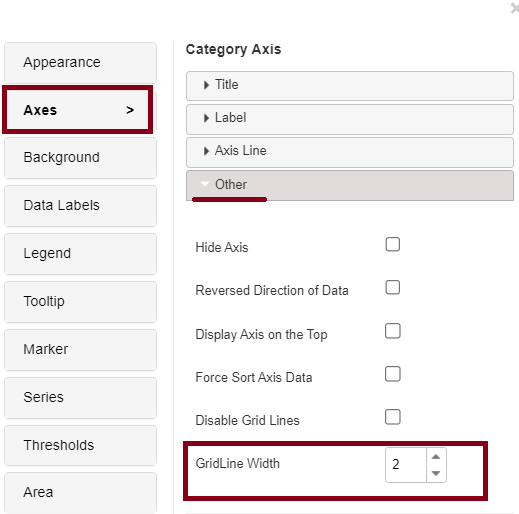 Category Axis
Appearance
Axes >
Background
Data Labels
Legend
Tooltip
Marker
Series
Thresholds
Area
Title
Label
Axis Line
Other
Hide Axis
Reversed Direction of Data
Display Axis on the Top
Force Sort Axis Data
Disable Grid Lines
GridLine Width 2